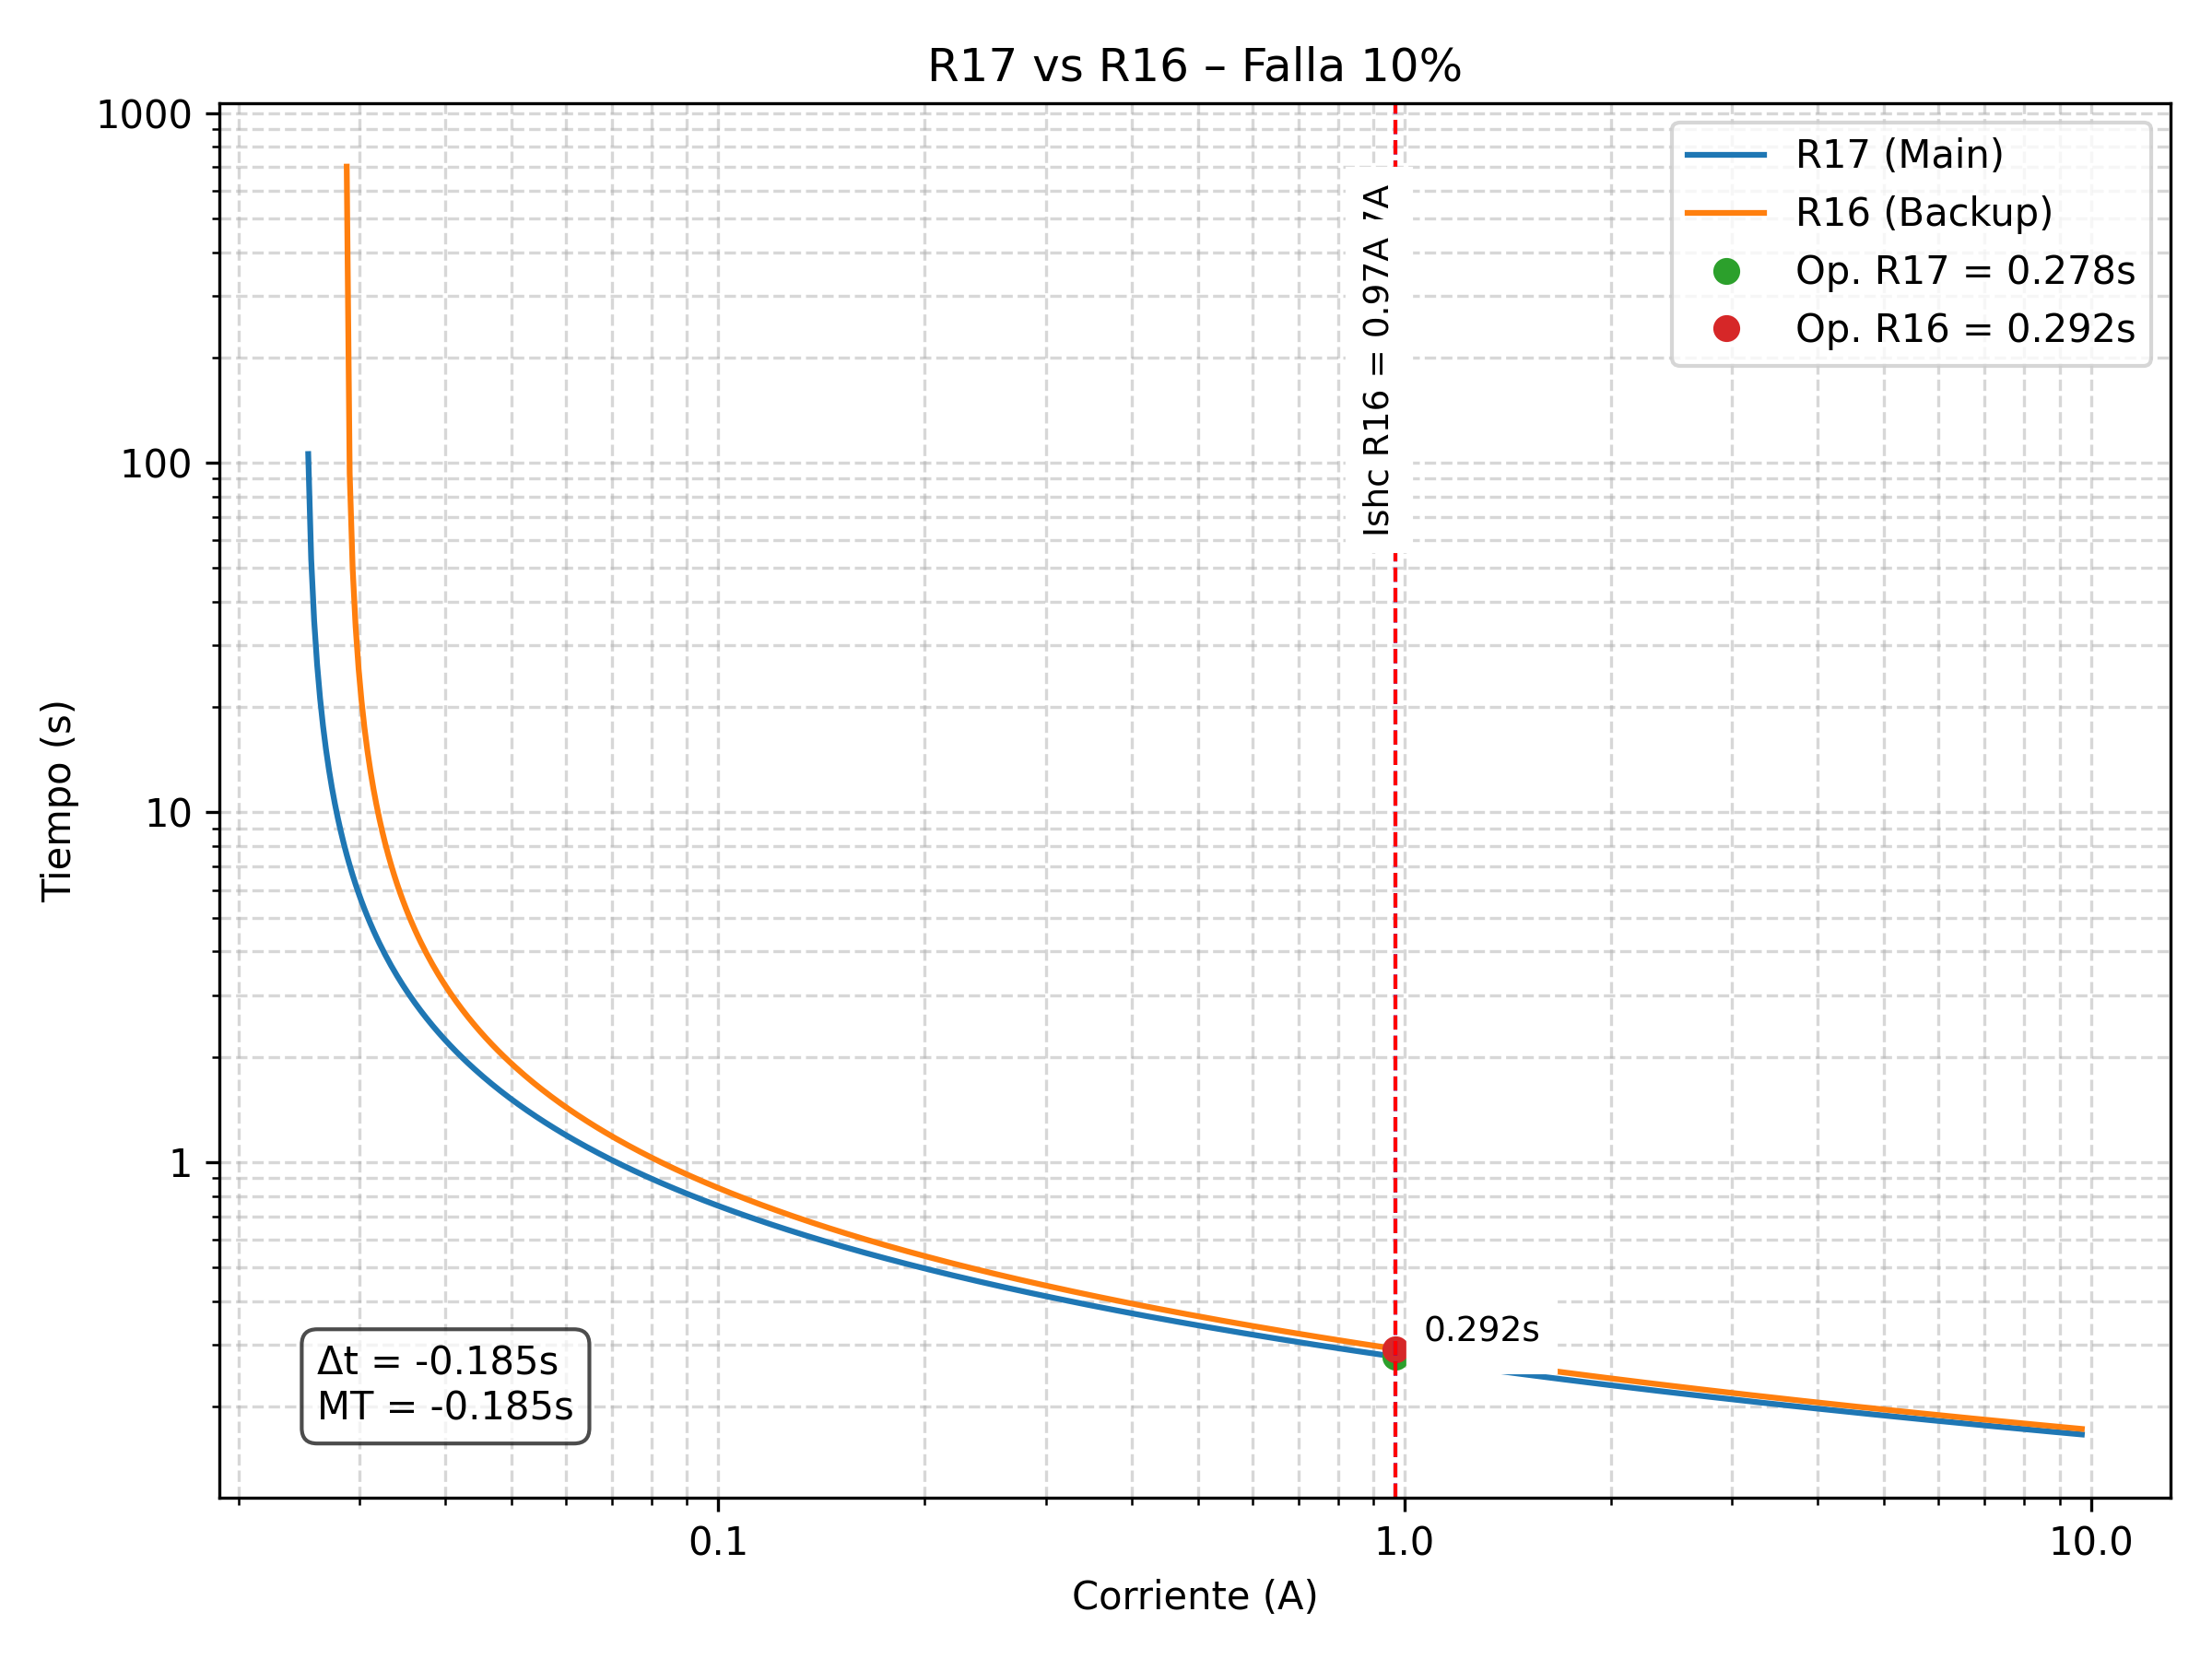 R17 vs R16 – Falla 10%
1000
100
10
1
Tiempo (s)
Ishc R16 = 0.97A
7A
R17 (Main)
R16 (Backup)
Op. R17 = 0.278s
Op. R16 = 0.292s
0.292s
Δt = -0.185s
MT = -0.185s
0.1
1.0
10.0
Corriente (A)